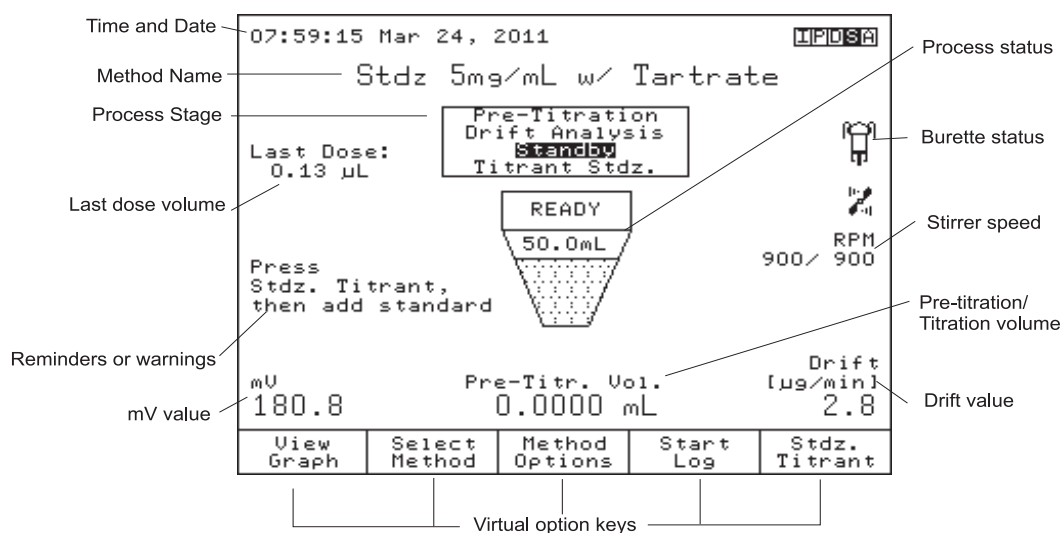 Time and Date
07:59:15 Mar 24, 2011
IPDSA
Process status
Method Name
Stdz 5mg/mL w/ Tartrate
Process Stage
Pre-Titration
Drift Analysis
Standby
Titrant Stdz.
Burette status
Last Dose:
0.13 µL
Last dose volume
READY
50.0mL
Stirrer speed
RPM
900/ 900
Press
Stdz. Titrant,
then add standard
Pre-titration/
Titration volume
Reminders or warnings
mV
180.8
mV value
Pre-Titr. Vol.
0.0000 mL
Drift
[µg/min]
2.8
Drift value
View
Graph
Select
Method
Method
Options
Start
Log
Stdz.
Titrant
Virtual option keys